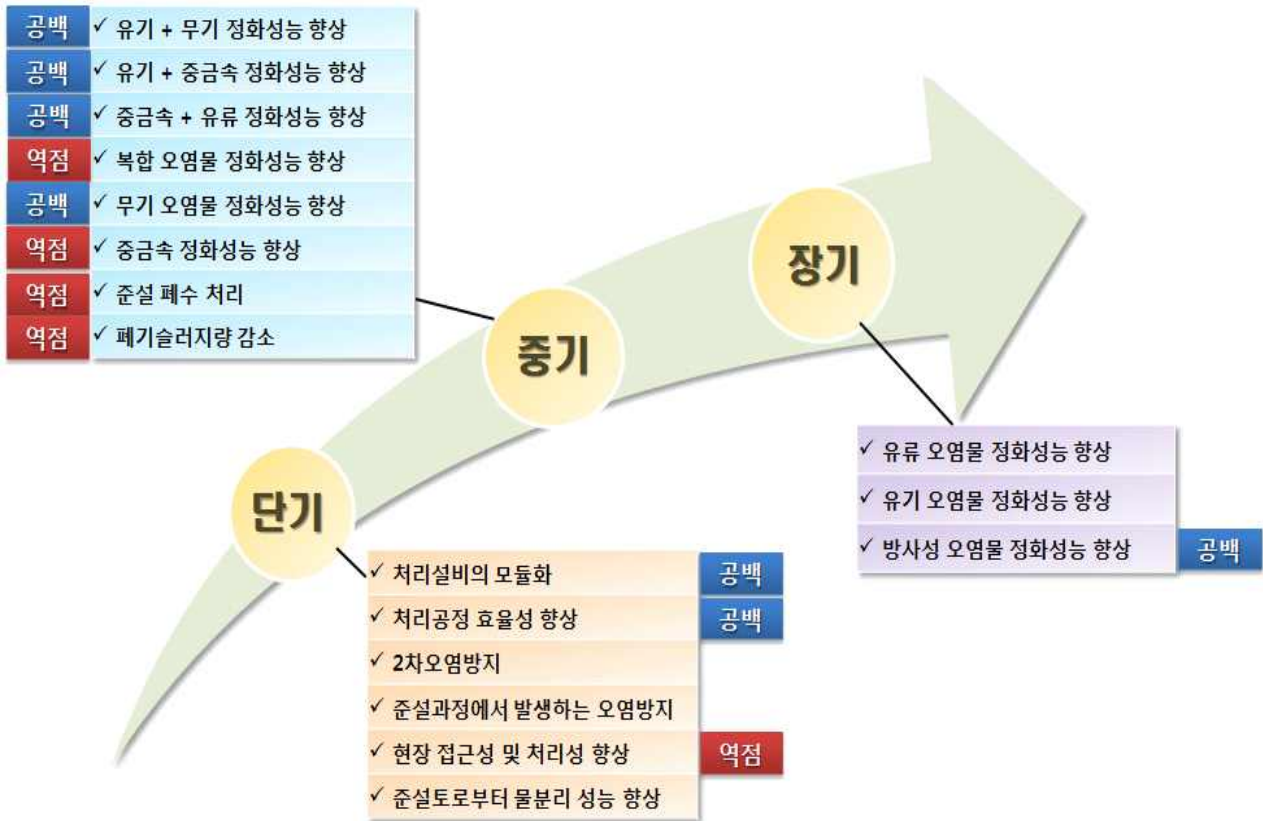 공백 ✓ 유기 + 무기 정화성능 향상
공백 ✓ 유기 + 중금속 정화성능 향상
공백 ✓ 중금속 + 유류 정화성능 향상
역점 ✓ 복합 오염물 정화성능 향상
공백 ✓ 무기 오염물 정화성능 향상
역점 ✓ 중금속 정화성능 향상
역점 ✓ 준설 폐수 처리
역점 ✓ 폐기슬러지량 감소
장기
중기
단기
✓ 유류 오염물 정화성능 향상
✓ 유기 오염물 정화성능 향상
✓ 방사성 오염물 정화성능 향상 공백
✓ 처리설비의 모듈화 공백
✓ 처리공정 효율성 향상 공백
✓ 2차오염방지
✓ 준설과정에서 발생하는 오염방지
✓ 현장 접근성 및 처리성 향상 역점
✓ 준설토로부터 물분리 성능 향상